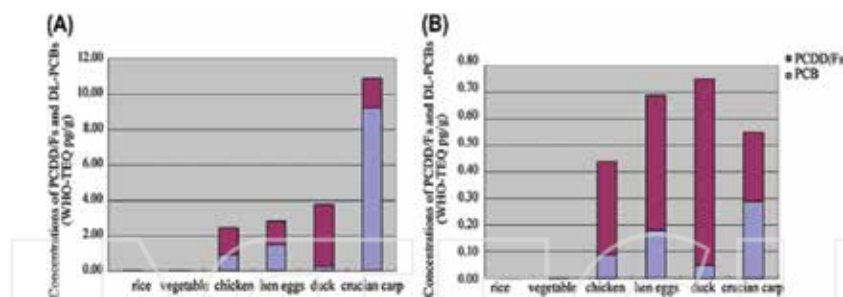 (A)
Concentrations of PCDD/Fs and DL-PCBs
(WHO-TEQ pg/g)
12.00
10.00
8.00
6.00
4.00
2.00
0.00
rice vegetable chicken hen eggs duck crucian carp
(B)
Concentrations of PCDD/Fs and DL-PCBs
(WHO-TEQ pg/g)
0.80
0.70
0.60
0.50
0.40
0.30
0.20
0.10
0.00
rice vegetable chicken hen eggs duck crucian carp
PCDD/Fs
PCB